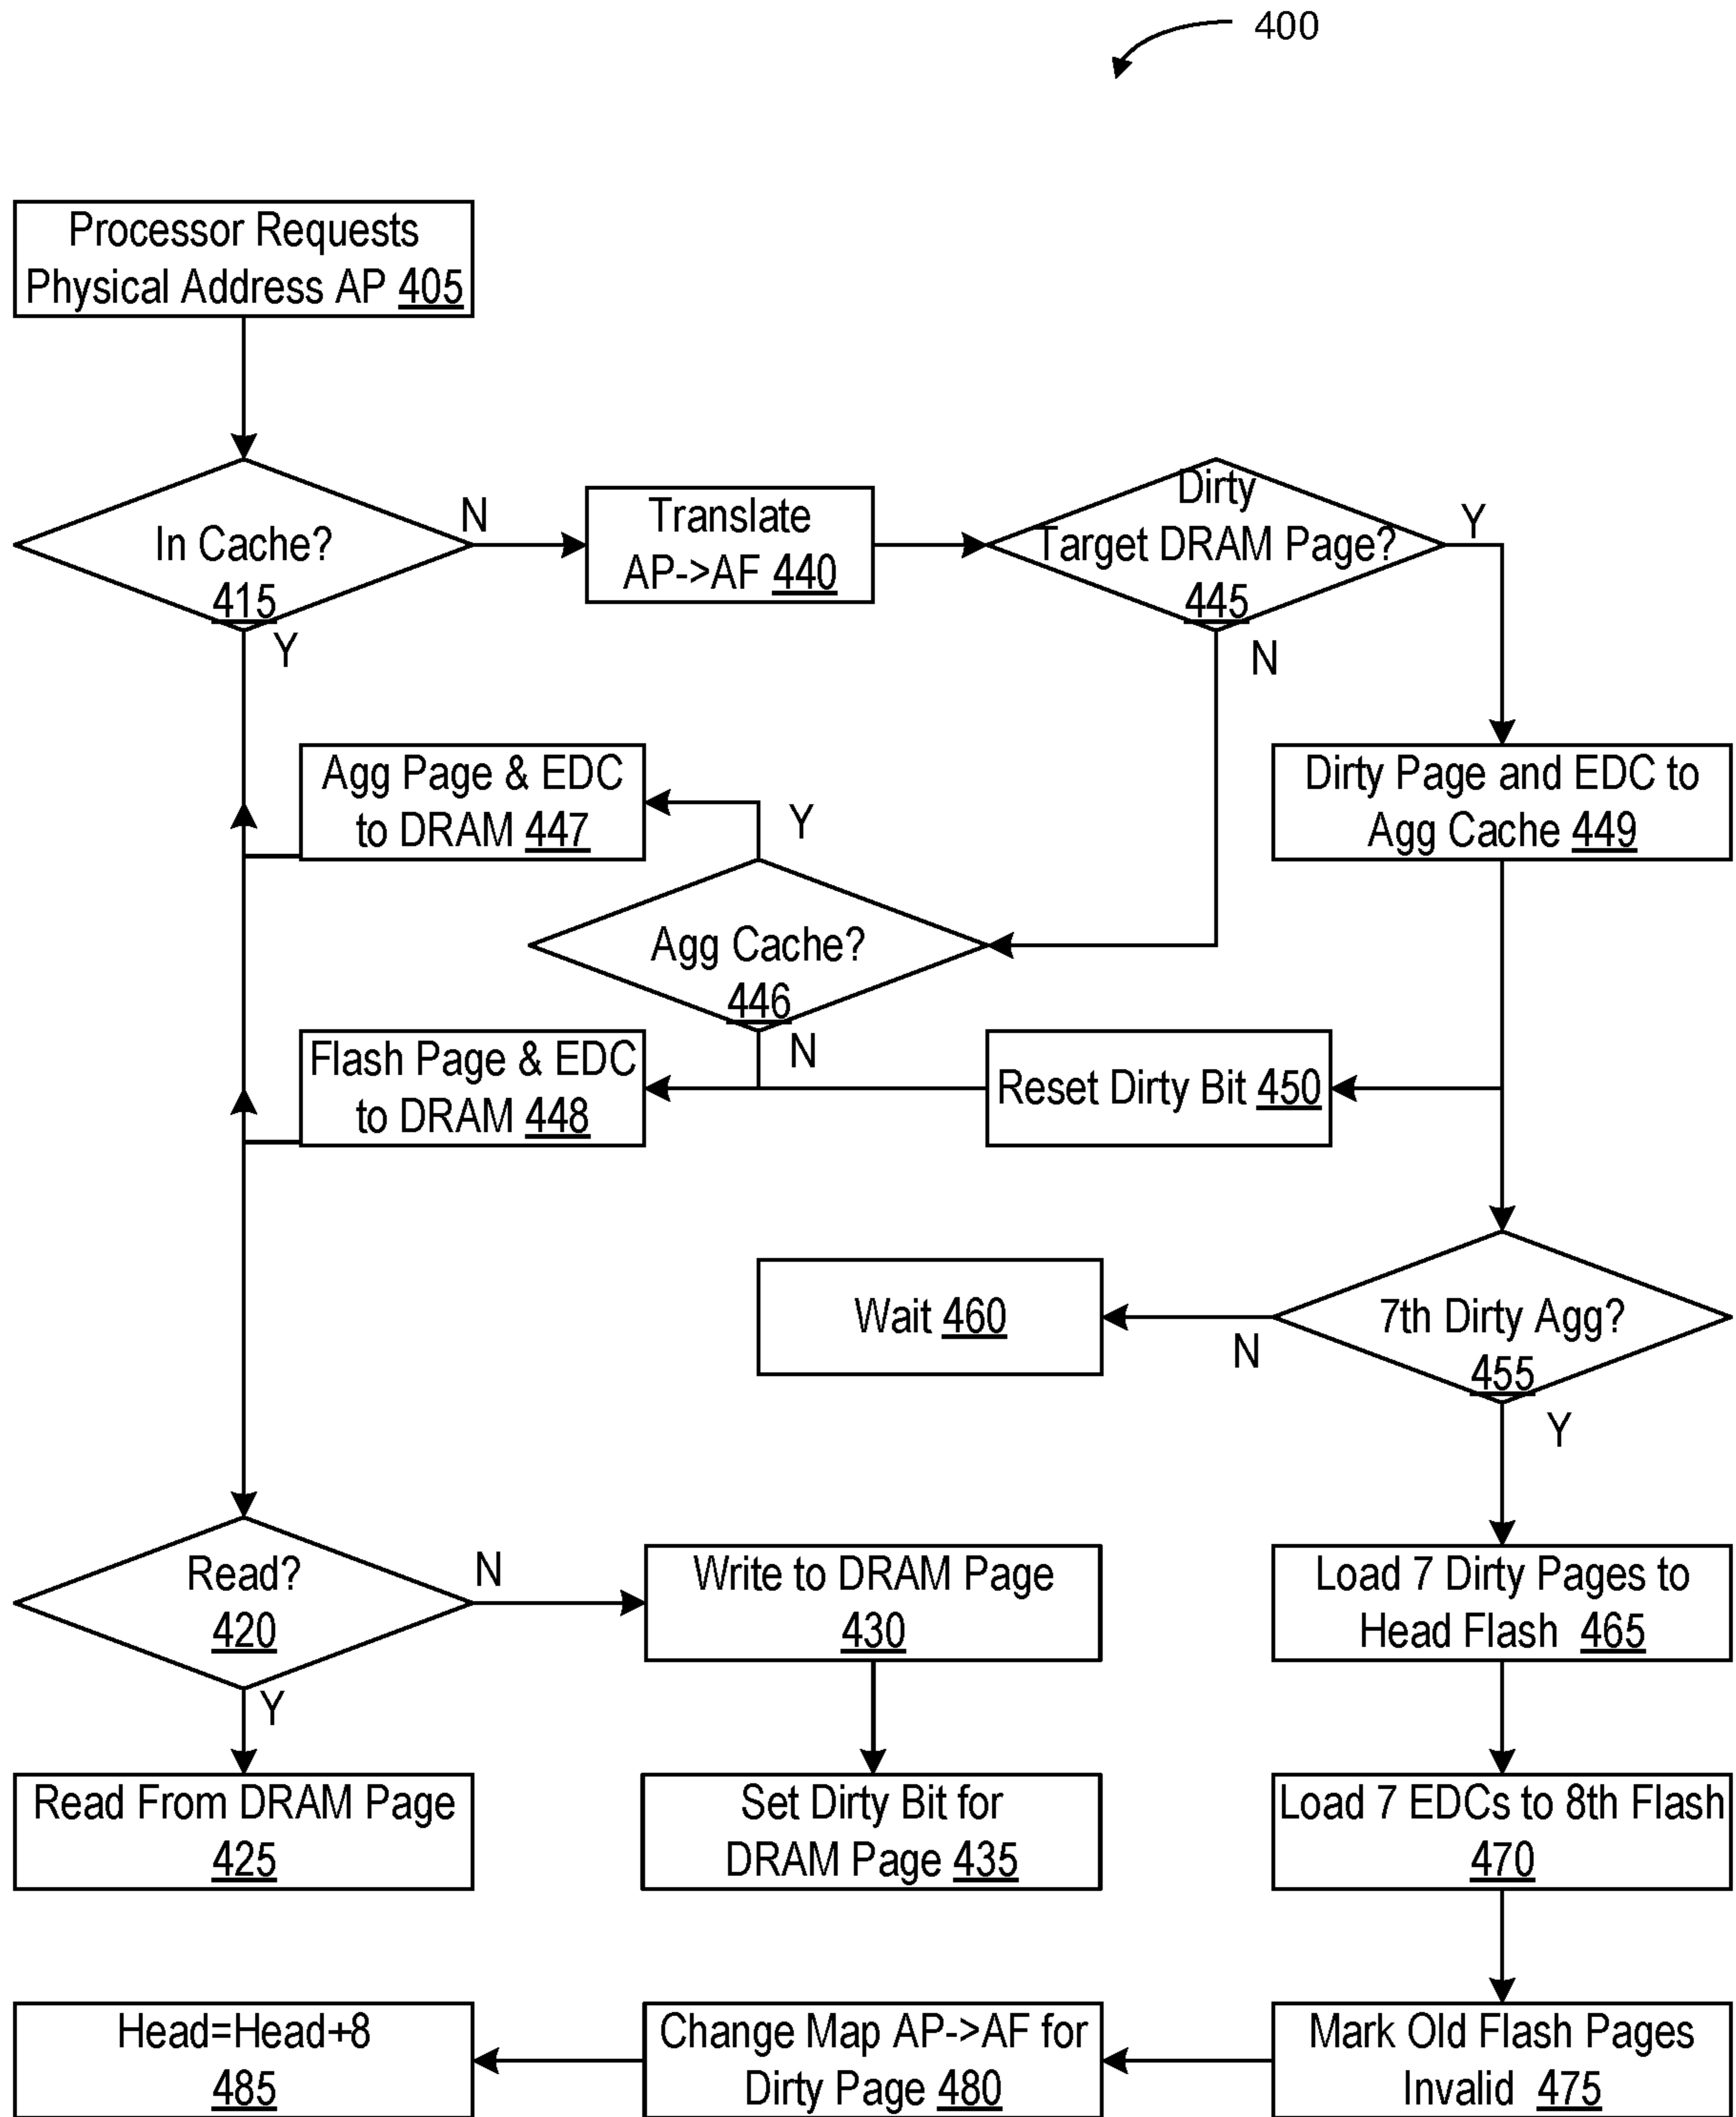 400
Processor Requests
Physical Address AP 405
In Cache?
415
N
Y
Translate
AP->AF 440
Dirty
Target DRAM Page?
445
Y
N
Agg Page & EDC
to DRAM 447
Y
Dirty Page and EDC to
Agg Cache 449
Agg Cache?
446
N
Flash Page & EDC
to DRAM 448
Reset Dirty Bit 450
Wait 460
N
7th Dirty Agg?
455
Y
Read?
420
N
Y
Write to DRAM Page
430
Load 7 Dirty Pages to
Head Flash 465
Read From DRAM Page
425
Set Dirty Bit for
DRAM Page 435
Load 7 EDCs to 8th Flash
470
Head=Head+8
485
Change Map AP->AF for
Dirty Page 480
Mark Old Flash Pages
Invalid 475